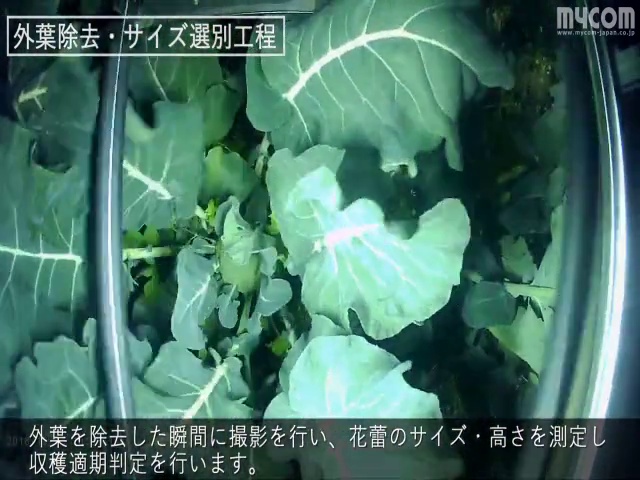 外葉除去・サイズ選別工程
mycom
www.mycom-japan.co.jp
外葉を除去した瞬間に撮影を行い、花蕾のサイズ・高さを測定し
収穫適期判定を行います。